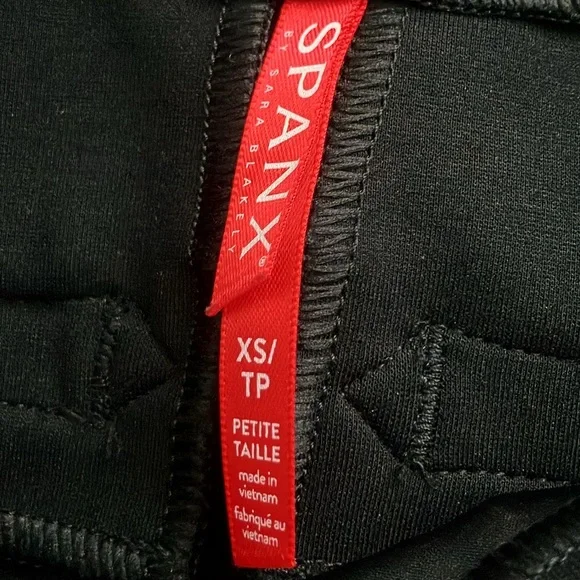 SPANX®
BY SARA BLAKELY
XS/
TP
PETITE
TAILLE
made in
vietnam
fabriqué au
vietnam